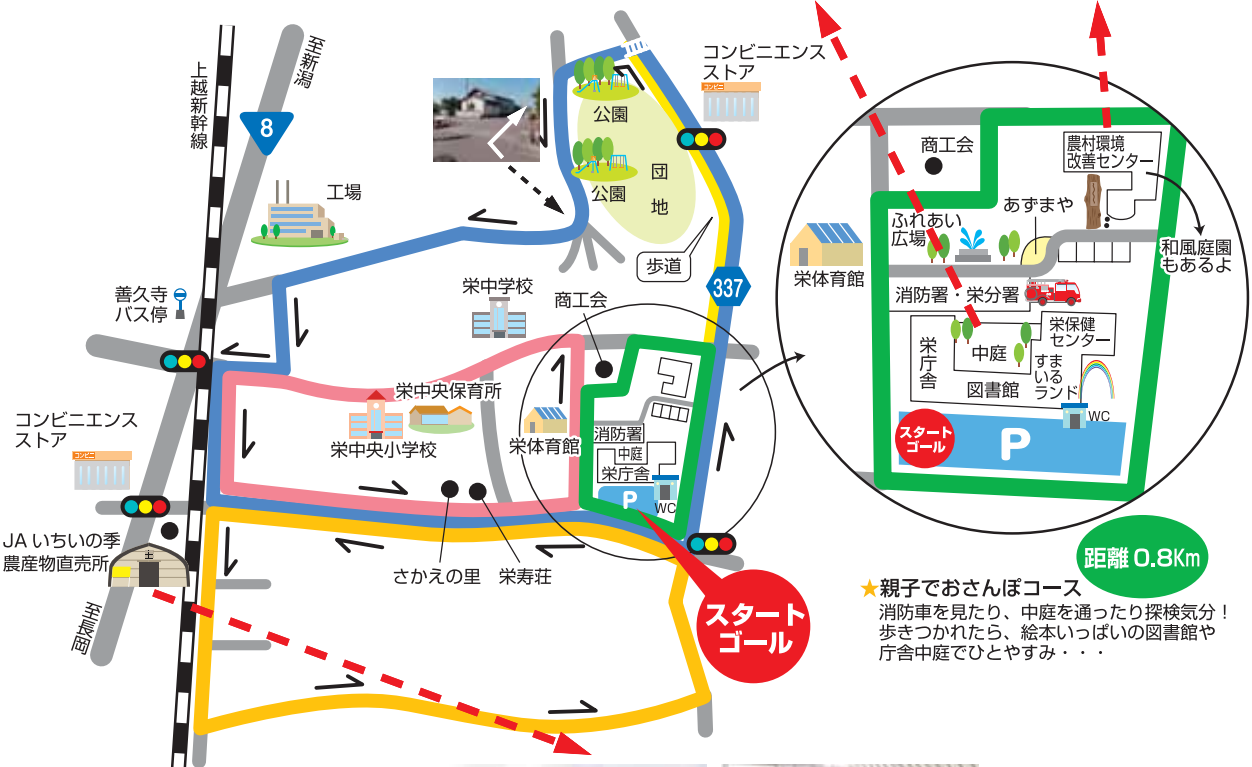 至新潟
上越新幹線
8
工場
公園
公園
団地
コンビニエンス
ストア
コンビニ
歩道
337
善久寺
バス停
栄中学校
商工会
コンビニエンス
ストア
コンビニ
栄中央保育所
栄中央小学校
栄体育館
消防署
中庭
栄庁舎
P
WC
さかえの里
栄寿荘
JAいちいの季
農産物直売所
至長岡
スタート
ゴール
商工会
農村環境
改善センター
あずまや
ふれあい
広場
和風庭園
もあるよ
栄体育館
消防署・栄分署
栄保健
センター
中庭
栄庁舎
すま
いる
ランド
図書館
WC
スタート
ゴール
P
距離 0.8Km
★親子でおさんぽコース
消防車を見たり、中庭を通ったり探検気分！
歩きつかれたら、絵本いっぱいの図書館や
庁舎中庭でひとやすみ・・・